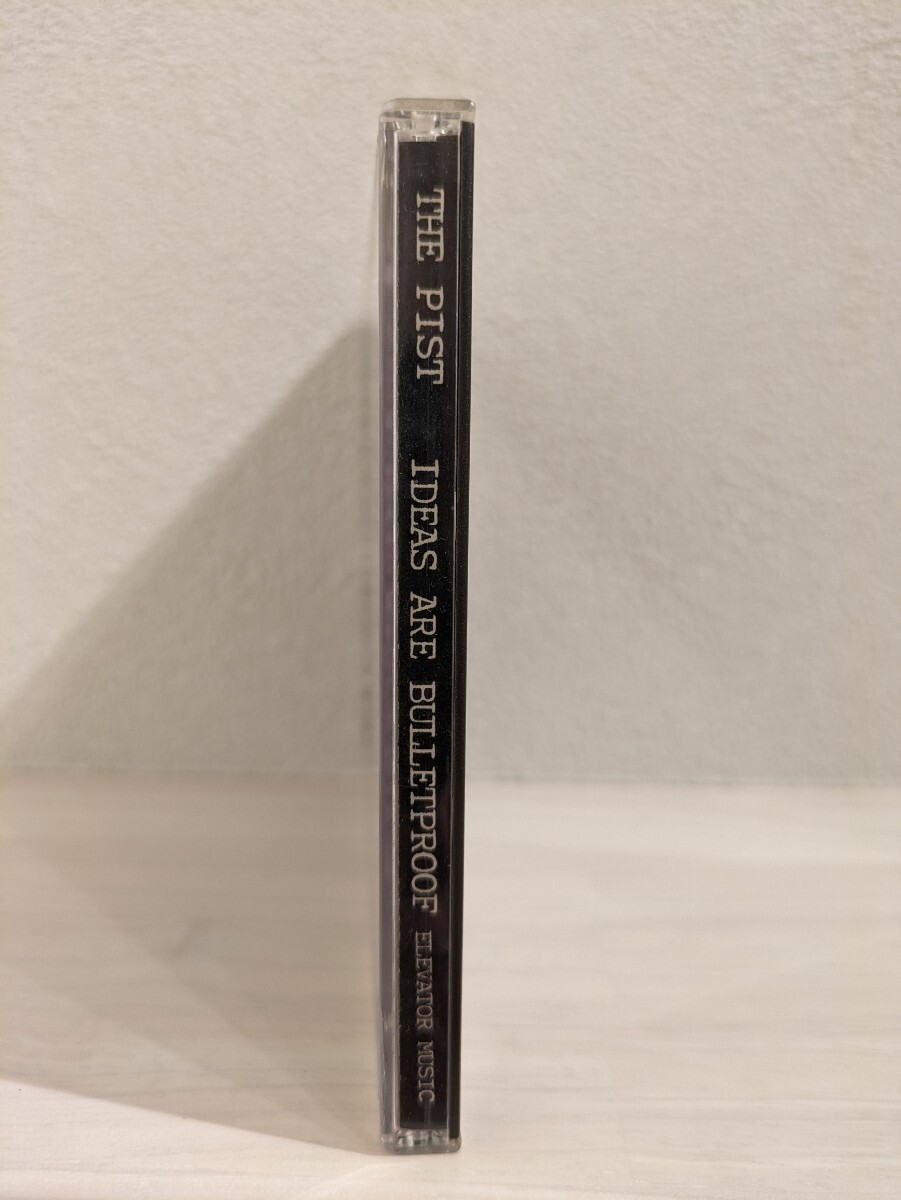 THE PIST IDEAS ARE BULLETPROOF ELEVATOR MUSIC